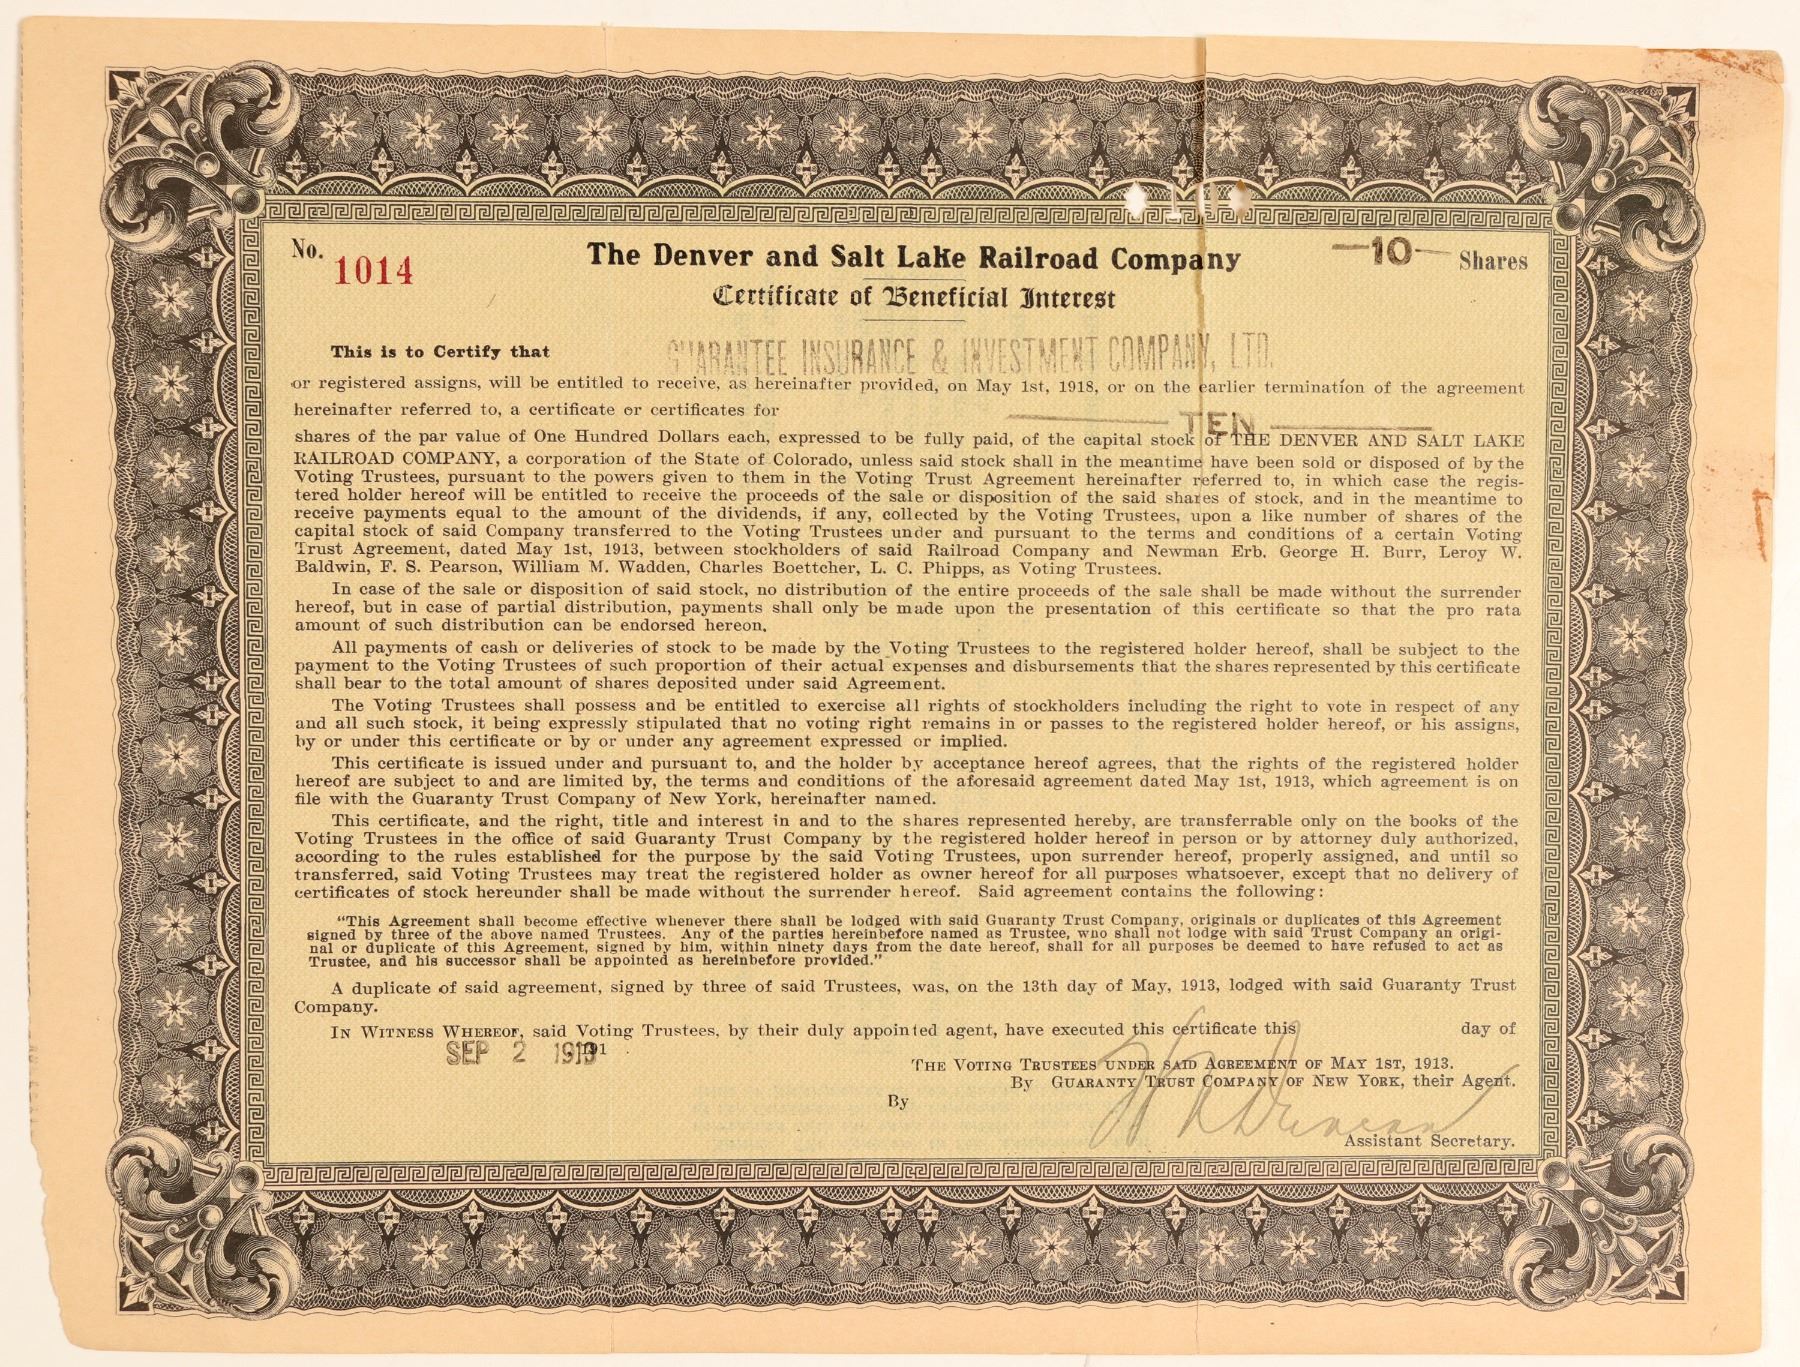 10
No. 1014
The Denver and Salt Lake Railroad Company
—10— Shares
Certificate of Beneficial Interest
This is to Certify that GUARANTEE INSURANCE & INVESTMENT COMPANY, LTD.
or registered assigns, will be entitled to receive, as hereinafter provided, on May 1st, 1918, or on the earlier termination of the agreement
hereinafter referred to, a certificate or certificates for ——— TEN ———
shares of the par value of One Hundred Dollars each, expressed to be fully paid, of the capital stock of THE DENVER AND SALT LAKE
RAILROAD COMPANY, a corporation of the State of Colorado, unless said stock shall in the meantime have been sold or disposed of by the
Voting Trustees, pursuant to the powers given to them in the Voting Trust Agreement hereinafter referred to, in which case the regis-
tered holder hereof will be entitled to receive the proceeds of the sale or disposition of the said shares of stock, and in the meantime to
receive payments equal to the amount of the dividends, if any, collected by the Voting Trustees, upon a like number of shares of the
capital stock of said Company transferred to the Voting Trustees under and pursuant to the terms and conditions of a certain Voting
Trust Agreement, dated May 1st, 1913, between stockholders of said Railroad Company and Newman Erb. George H. Burr, Leroy W.
Baldwin, F. S. Pearson, William M. Wadden, Charles Boettcher, L. C. Phipps, as Voting Trustees.
In case of the sale or disposition of said stock, no distribution of the entire proceeds of the sale shall be made without the surrender
hereof, but in case of partial distribution, payments shall only be made upon the presentation of this certificate so that the pro rata
amount of such distribution can be endorsed hereon.
All payments of cash or deliveries of stock to be made by the Voting Trustees to the registered holder hereof, shall be subject to the
payment to the Voting Trustees of such proportion of their actual expenses and disbursements that the shares represented by this certificate
shall bear to the total amount of shares deposited under said Agreement.
The Voting Trustees shall possess and be entitled to exercise all rights of stockholders including the right to vote in respect of any
and all such stock, it being expressly stipulated that no voting right remains in or passes to the registered holder hereof, or his assigns,
by or under this certificate or by or under any agreement expressed or implied.
This certificate is issued under and pursuant to, and the holder by acceptance hereof agrees, that the rights of the registered holder
hereof are subject to and are limited by, the terms and conditions of the aforesaid agreement dated May 1st, 1913, which agreement is on
file with the Guaranty Trust Company of New York, hereinafter named.
This certificate, and the right, title and interest in and to the shares represented hereby, are transferrable only on the books of the
Voting Trustees in the office of said Guaranty Trust Company by the registered holder hereof in person or by attorney duly authorized,
according to the rules established for the purpose by the said Voting Trustees, upon surrender hereof, properly assigned, and until so
transferred, said Voting Trustees may treat the registered holder as owner hereof for all purposes whatsoever, except that no delivery of
certificates of stock hereunder shall be made without the surrender hereof. Said agreement contains the following:
"This Agreement shall become effective whenever there shall be lodged with said Guaranty Trust Company, originals or duplicates of this Agreement
signed by three of the above named Trustees. Any of the parties hereinbefore named as Trustee, who shall not lodge with said Trust Company an origi-
nal or duplicate of this Agreement, signed by him, within ninety days from the date hereof, shall for all purposes be deemed to have refused to act as
Trustee, and his successor shall be appointed as hereinbefore provided."
A duplicate of said agreement, signed by three of said Trustees, was, on the 13th day of May, 1913, lodged with said Guaranty Trust
Company.
IN WITNESS WHEREOF, said Voting Trustees, by their duly appointed agent, have executed this certificate this day of
SEP 2 1913 , 191 .
THE VOTING TRUSTEES UNDER SAID AGREEMENT OF MAY 1ST, 1913.
By GUARANTY TRUST COMPANY OF NEW YORK, their Agent.
By
Assistant Secretary.